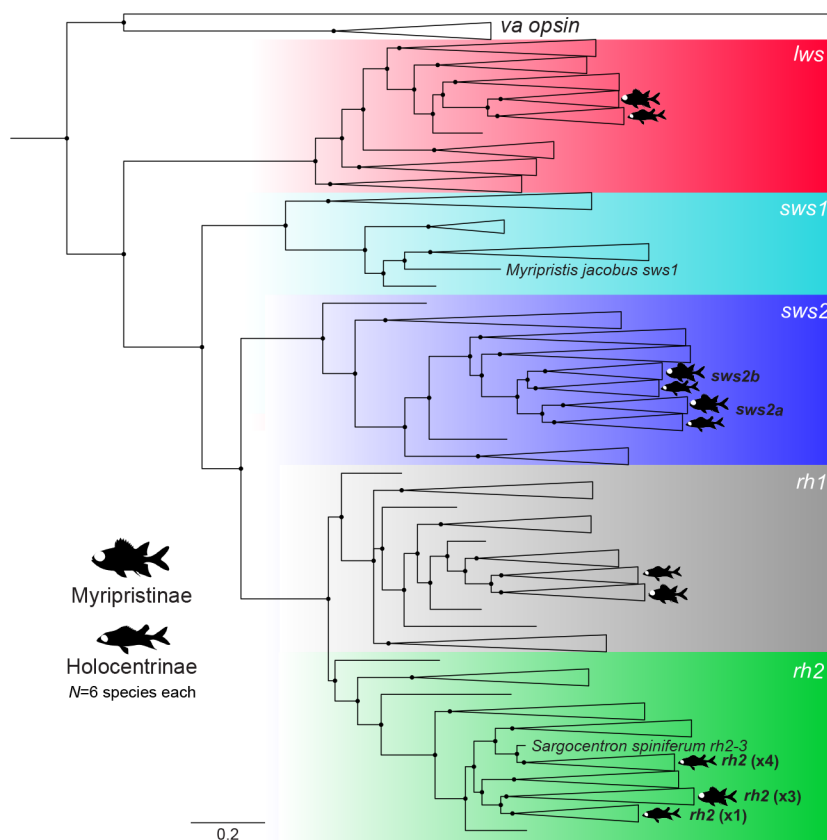 va opsin
lws
sws1
Myripristis jacobus sws1
sws2
sws2b
sws2a
rh1
Myripristinae
Holocentrinae
N=6 species each
rh2
Sargocentron spiniferum rh2-3
rh2 (x4)
rh2 (x3)
rh2 (x1)
0.2